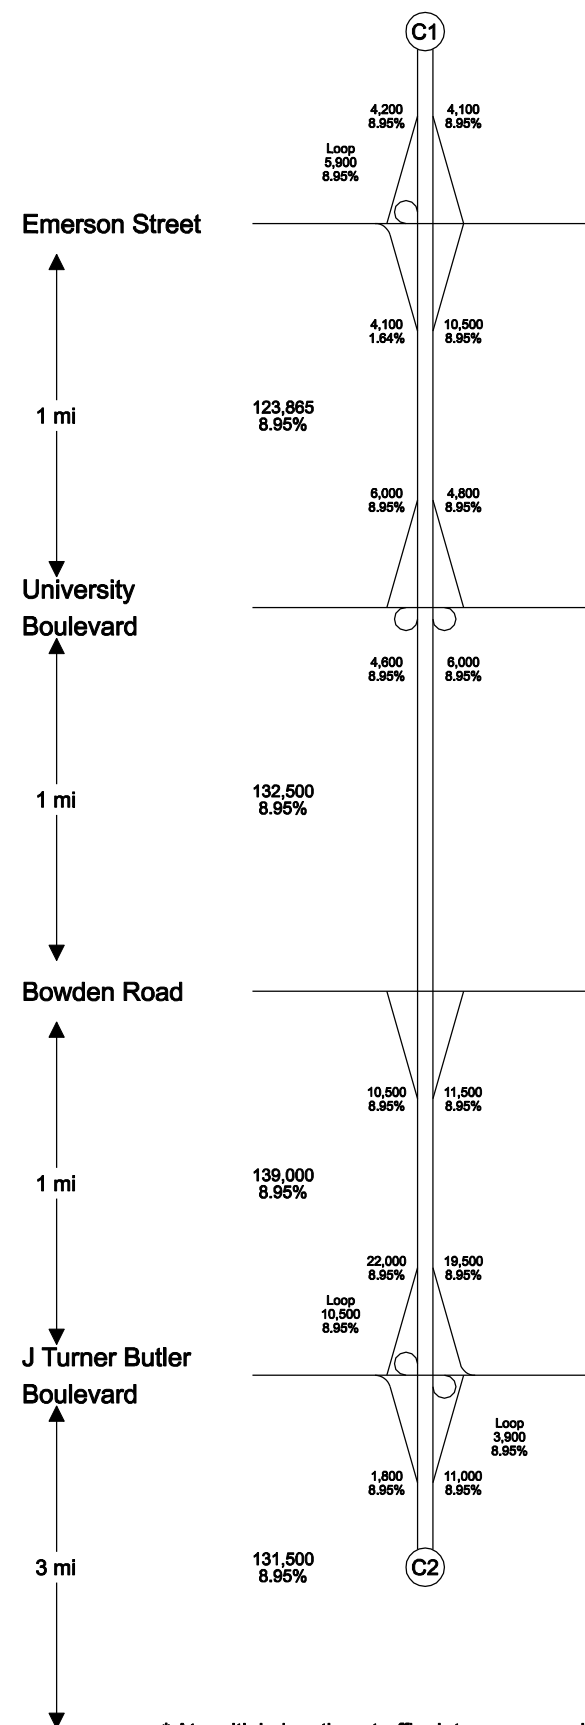 C1
4,200
8.95%
4,100
8.95%
Loop
5,900
8.95%
Emerson Street
4,100
1.64%
10,500
8.95%
1 mi
123,865
8.95%
6,000
8.95%
4,800
8.95%
University
Boulevard
4,600
8.95%
6,000
8.95%
1 mi
132,500
8.95%
Bowden Road
10,500
8.95%
11,500
8.95%
1 mi
139,000
8.95%
22,000
8.95%
19,500
8.95%
Loop
10,500
8.95%
J Turner Butler
Boulevard
Loop
3,900
8.95%
1,800
8.95%
11,000
8.95%
3 mi
131,500
8.95%
C2